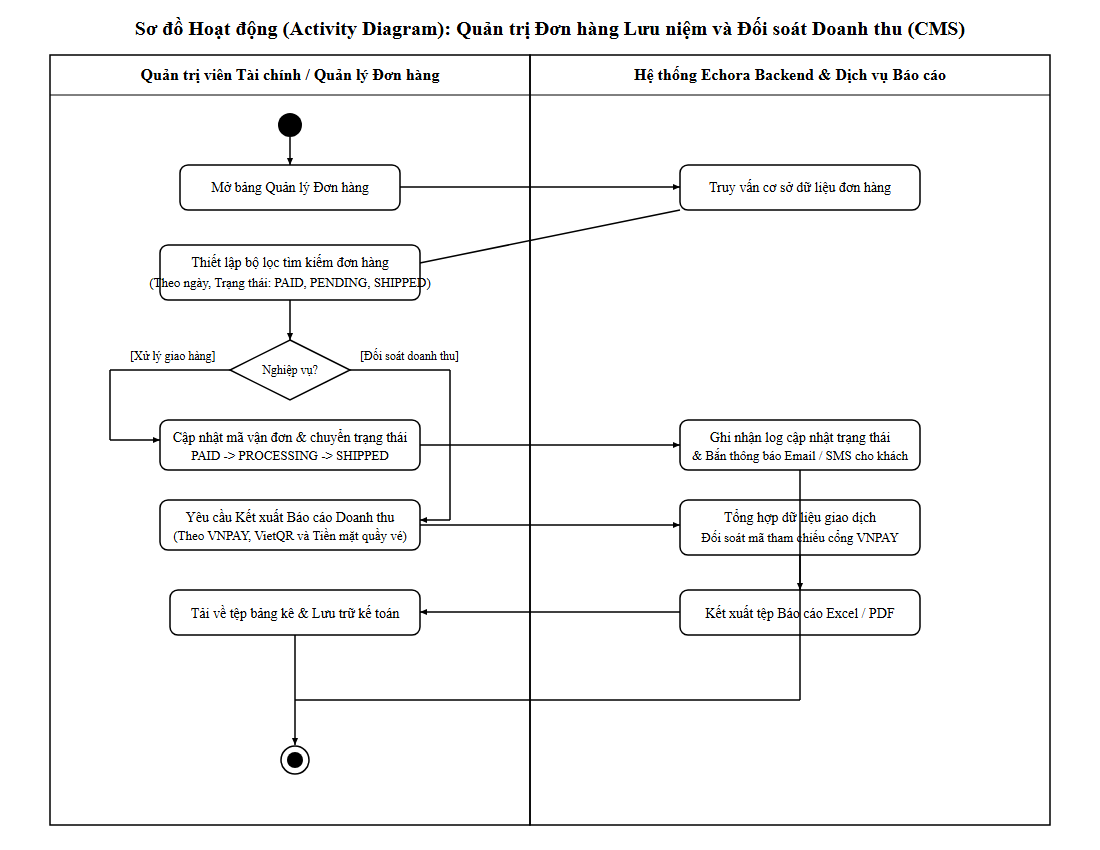 Sơ đồ Hoạt động (Activity Diagram): Quản trị Đơn hàng Lưu niệm và Đối soát Doanh thu (CMS)
Quản trị viên Tài chính / Quản lý Đơn hàng
Hệ thống Echora Backend & Dịch vụ Báo cáo
Mở bảng Quản lý Đơn hàng
Truy vấn cơ sở dữ liệu đơn hàng
Thiết lập bộ lọc tìm kiếm đơn hàng
(Theo ngày, Trạng thái: PAID, PENDING, SHIPPED)
[Xử lý giao hàng]
[Đối soát doanh thu]
Nghiệp vụ?
Cập nhật mã vận đơn & chuyển trạng thái
PAID -> PROCESSING -> SHIPPED
Ghi nhận log cập nhật trạng thái
& Bắn thông báo Email / SMS cho khách
Yêu cầu Kết xuất Báo cáo Doanh thu
(Theo VNPAY, VietQR và Tiền mặt quầy vé)
Tổng hợp dữ liệu giao dịch
Đối soát mã tham chiếu cổng VNPAY
Tải về tệp bảng kê & Lưu trữ kế toán
Kết xuất tệp Báo cáo Excel / PDF